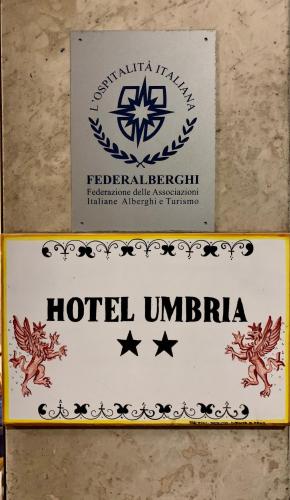 L'OSPITALITÀ ITALIANA
FEDERALBERGHI
Federazione delle Associazioni
Italiane Alberghi e Turismo
HOTEL UMBRIA